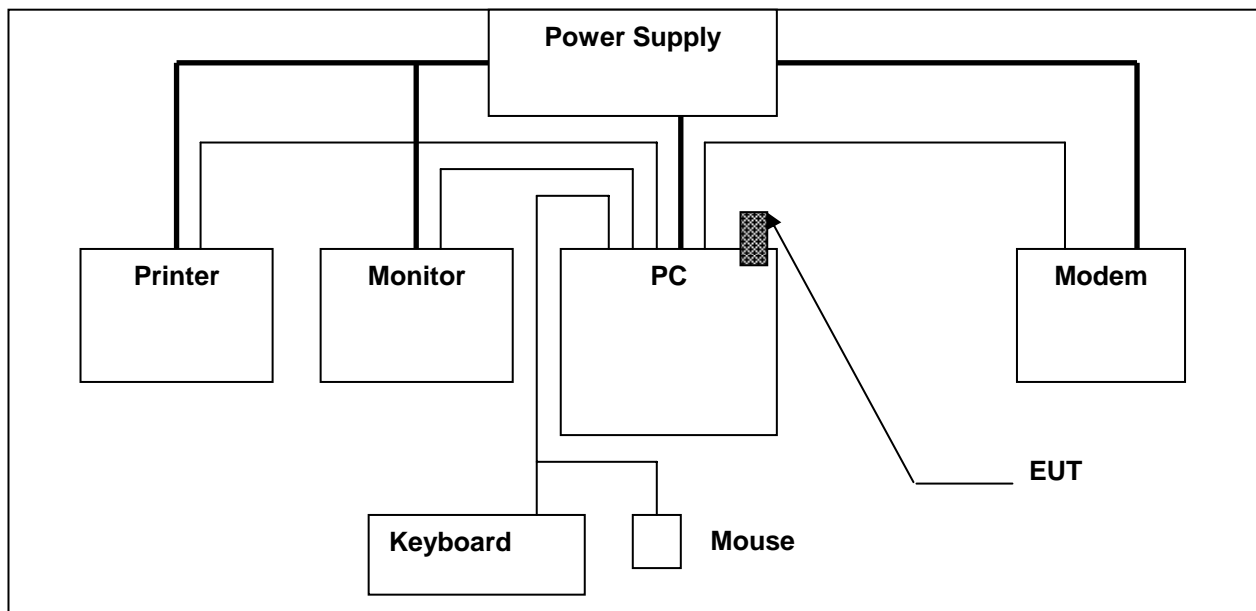 Power Supply
Printer
Monitor
PC
Modem
EUT
Keyboard
Mouse